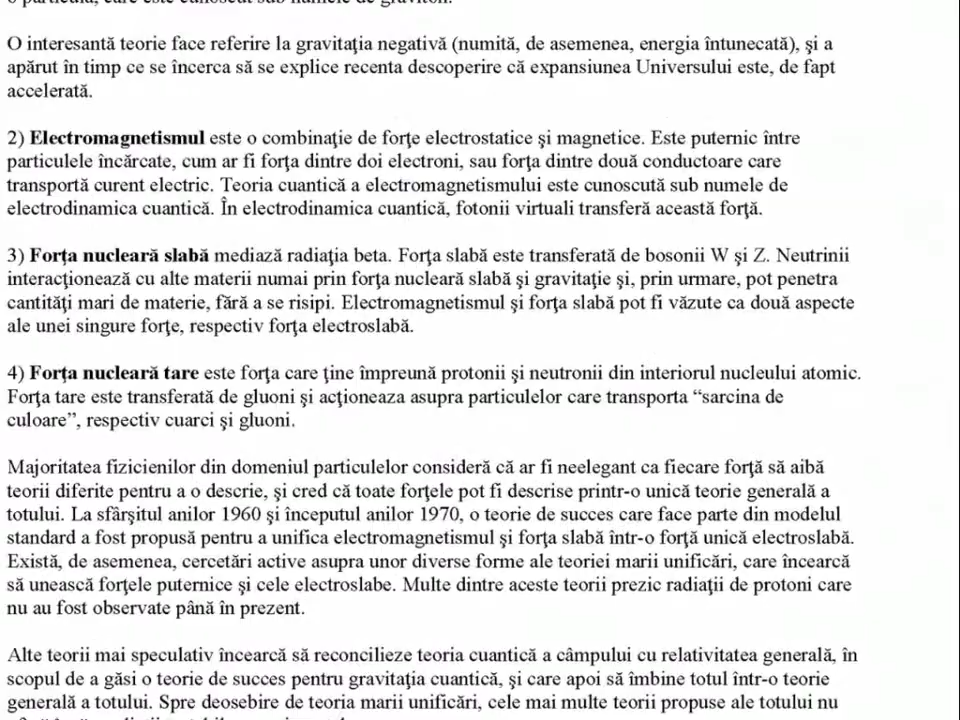 O interesantă teorie face referire la gravitaţia negativă (numită, de asemenea, energia întunecată), şi a
apărut în timp ce se încerca să se explice recenta descoperire că expansiunea Universului este, de fapt
accelerată.
2) Electromagnetismul este o combinaţie de forţe electrostatice şi magnetice. Este puternic între
particulele încărcate, cum ar fi forţa dintre doi electroni, sau forţa dintre două conductoare care
transportă curent electric. Teoria cuantică a electromagnetismului este cunoscută sub numele de
electrodinamica cuantică. În electrodinamica cuantică, fotonii virtuali transferă această forţă.
3) Forţa nucleară slabă mediază radiaţia beta. Forţa slabă este transferată de bosonii W şi Z. Neutrinii
interacţionează cu alte materii numai prin forţa nucleară slabă şi gravitaţie şi, prin urmare, pot penetra
cantităţi mari de materie, fără a se risipi. Electromagnetismul şi forţa slabă pot fi văzute ca două aspecte
ale unei singure forţe, respectiv forţa electroslabă.
4) Forţa nucleară tare este forţa care ţine împreună protonii şi neutronii din interiorul nucleului atomic.
Forţa tare este transferată de gluoni şi acţioneaza asupra particulelor care transporta “sarcina de
culoare”, respectiv cuarci şi gluoni.
Majoritatea fizicienilor din domeniul particulelor consideră că ar fi neelegant ca fiecare forţă să aibă
teorii diferite pentru a o descrie, şi cred că toate forţele pot fi descrise printr-o unică teorie generală a
totului. La sfârşitul anilor 1960 şi începutul anilor 1970, o teorie de succes care face parte din modelul
standard a fost propusă pentru a unifica electromagnetismul şi forţa slabă într-o forţă unică electroslabă.
Există, de asemenea, cercetări active asupra unor diverse forme ale teoriei marii unificări, care încearcă
să unească forţele puternice şi cele electroslabe. Multe dintre aceste teorii prezic radiaţii de protoni care
nu au fost observate până în prezent.
Alte teorii mai speculativ încearcă să reconcilieze teoria cuantică a câmpului cu relativitatea generală, în
scopul de a găsi o teorie de succes pentru gravitaţia cuantică, şi care apoi să îmbine totul într-o teorie
generală a totului. Spre deosebire de teoria marii unificări, cele mai multe teorii propuse ale totului nu